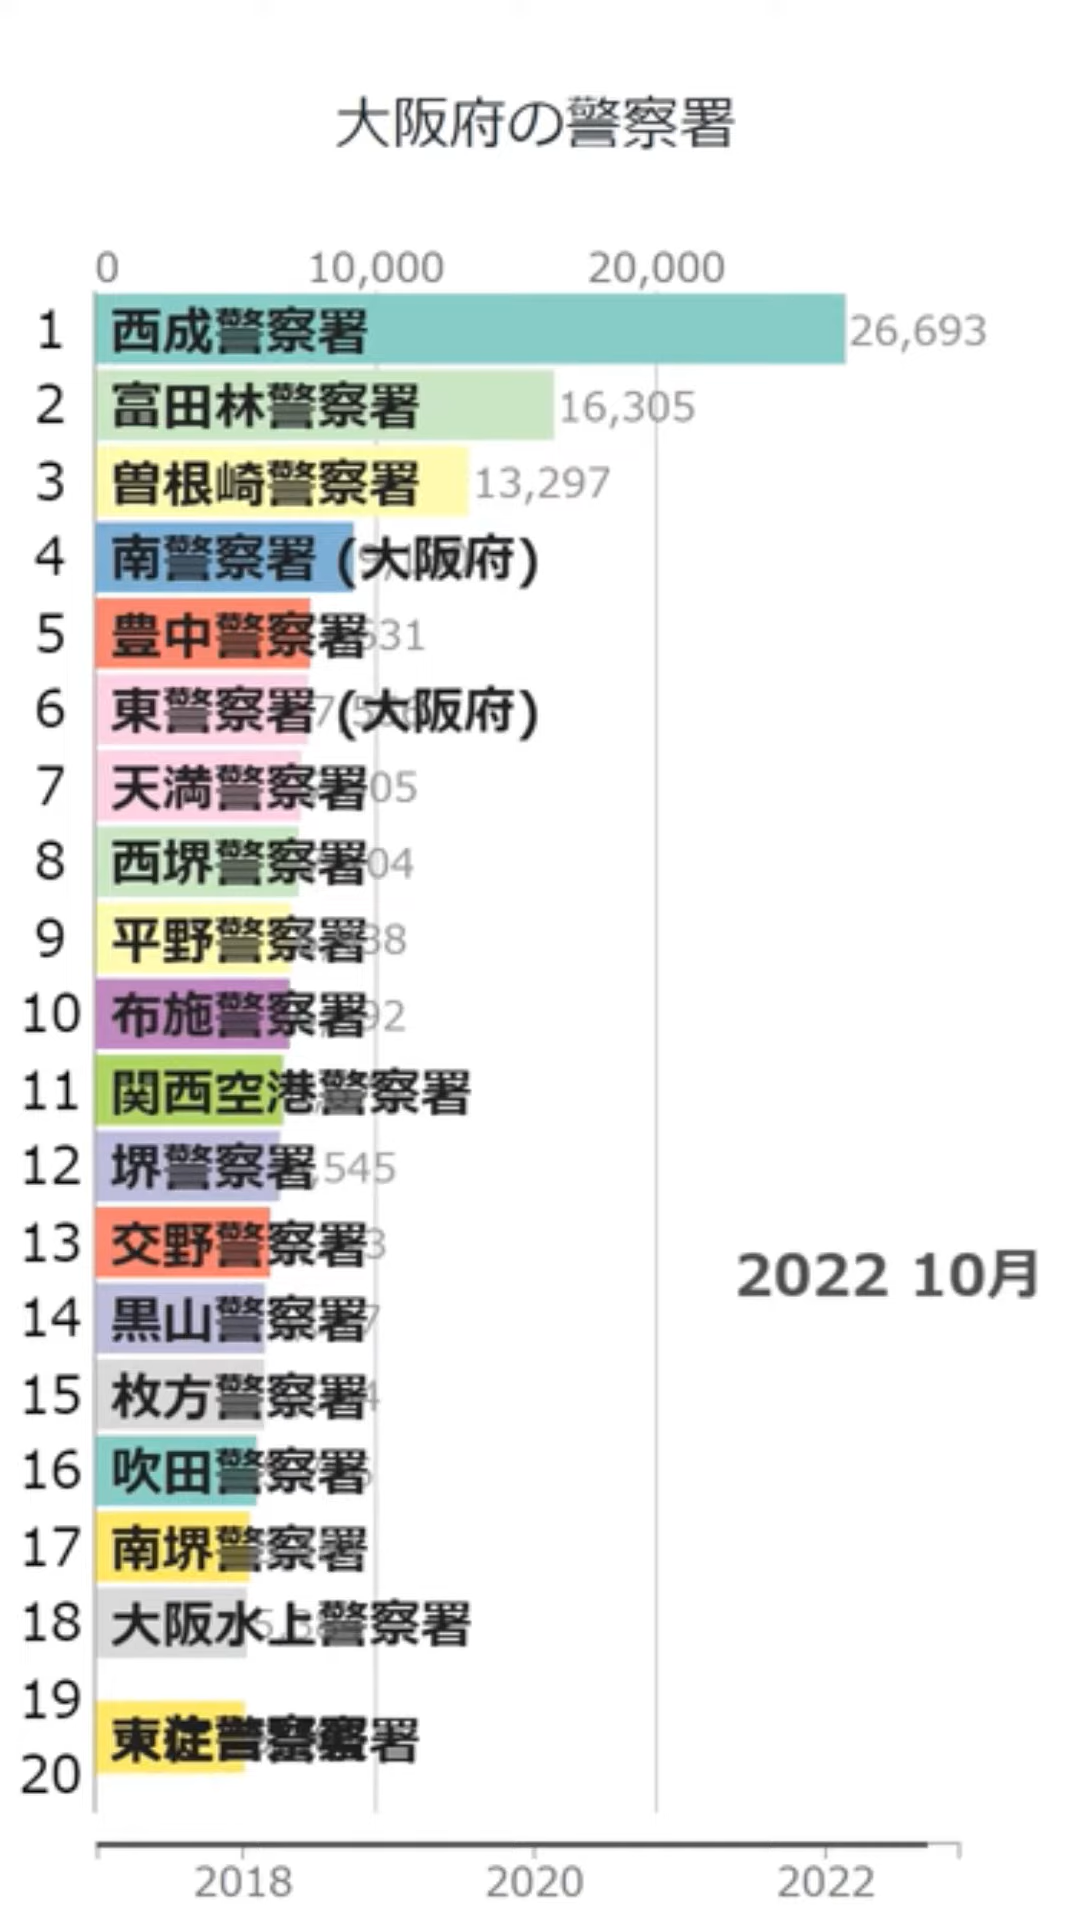 大阪府の警察署
0 10,000 20,000
1 西成警察署 26,693
2 富田林警察署 16,305
3 曽根崎警察署 13,297
4 南警察署 (大阪府)
5 豊中警察署
6 東警察署 (大阪府)
7 天満警察署
8 西堺警察署
9 平野警察署
10 布施警察署
11 関西空港警察署
12 堺警察署
13 交野警察署
2022 10月
14 黒山警察署
15 枚方警察署
16 吹田警察署
17 南堺警察署
18 大阪水上警察署
19
20
2018 2020 2022